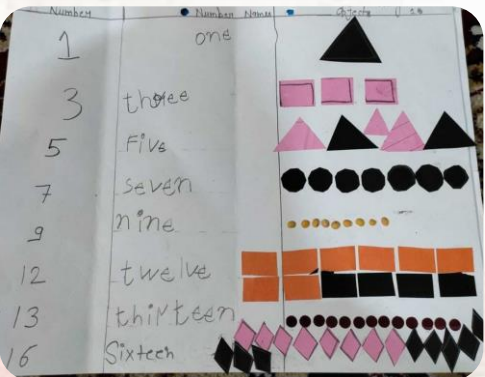 Number Number Names Objects
1 one
3 three
5 Five
7 seven
9 nine
12 twelve
13 thirteen
16 Sixteen